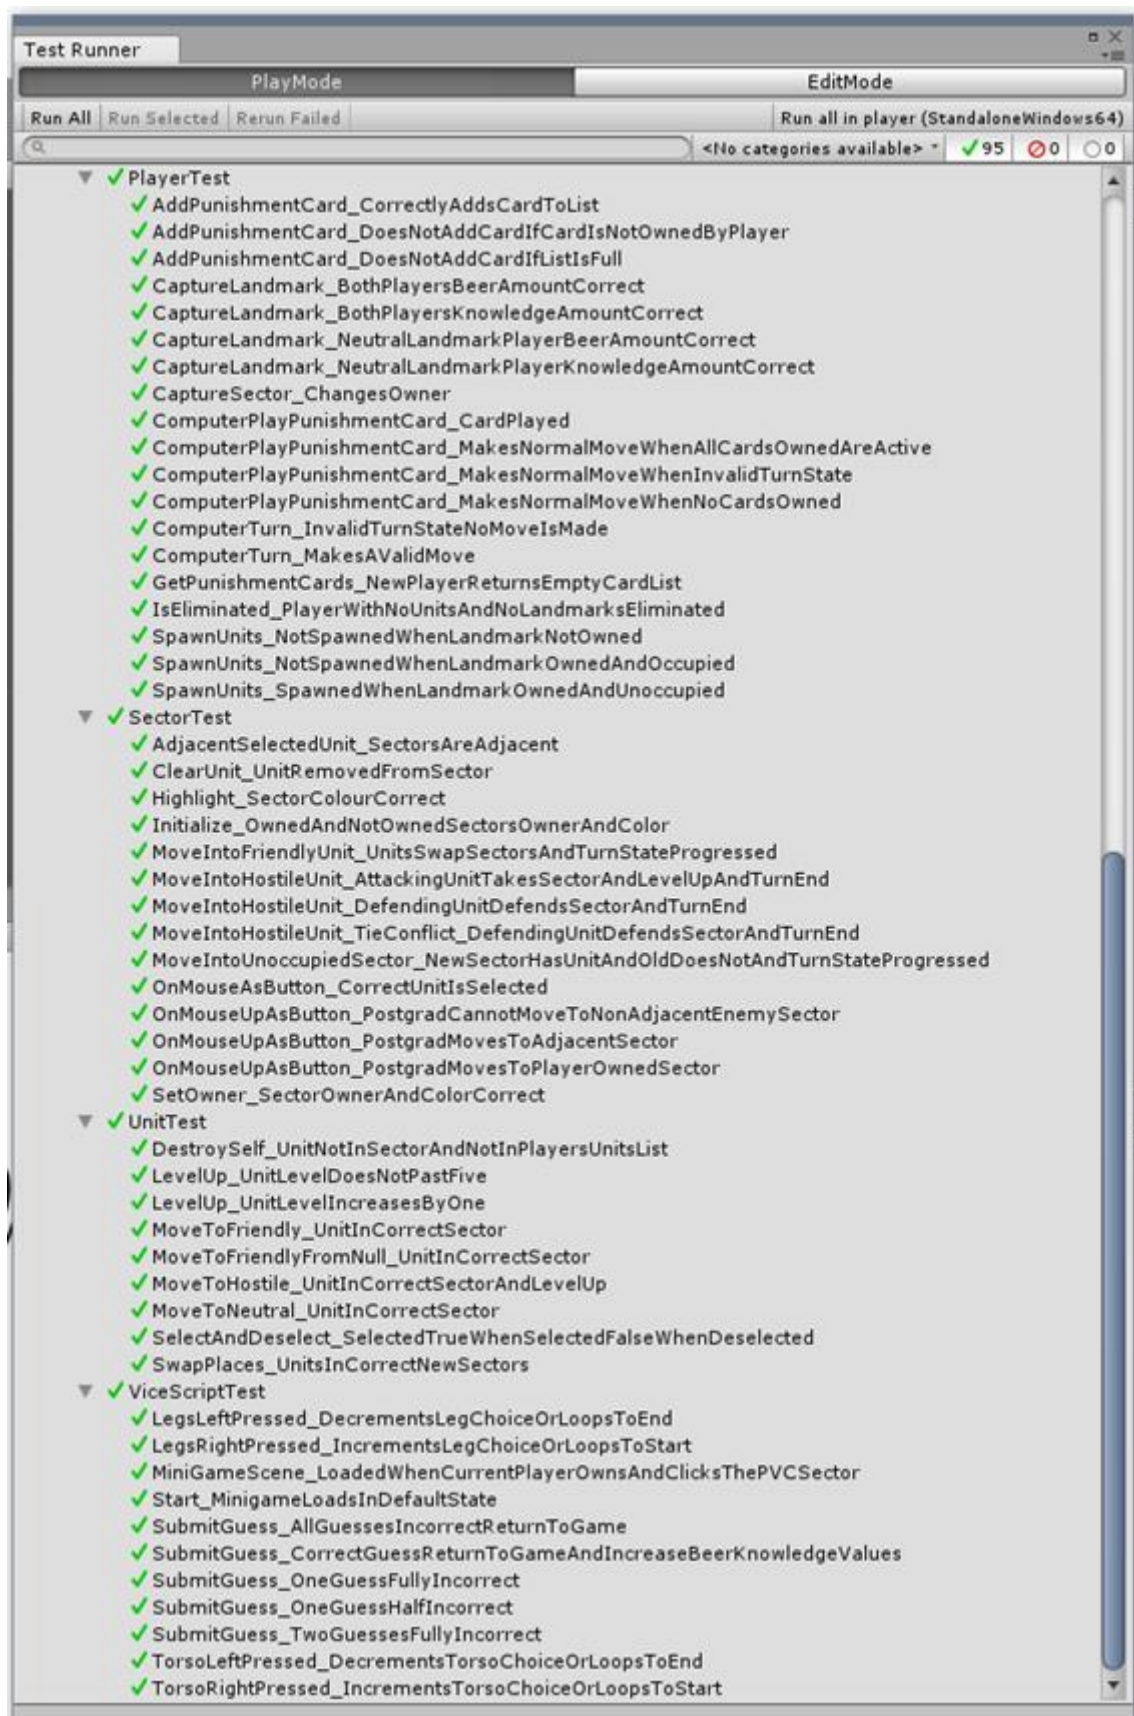 Test Runner
PlayMode EditMode
Run All Run Selected Rerun Failed Run all in player (StandaloneWindows64)
<No categories available> 95 0 0
PlayerTest
AddPunishmentCard_CorrectlyAddsCardToList
AddPunishmentCard_DoesNotAddCardIfCardIsNotOwnedByPlayer
AddPunishmentCard_DoesNotAddCardIfListIsFull
CaptureLandmark_BothPlayersBeerAmountCorrect
CaptureLandmark_BothPlayersKnowledgeAmountCorrect
CaptureLandmark_NeutralLandmarkPlayerBeerAmountCorrect
CaptureLandmark_NeutralLandmarkPlayerKnowledgeAmountCorrect
CaptureSector_ChangesOwner
ComputerPlayPunishmentCard_CardPlayed
ComputerPlayPunishmentCard_MakesNormalMoveWhenAllCardsOwnedAreActive
ComputerPlayPunishmentCard_MakesNormalMoveWhenInvalidTurnState
ComputerPlayPunishmentCard_MakesNormalMoveWhenNoCardsOwned
ComputerTurn_InvalidTurnStateNoMoveIsMade
ComputerTurn_MakesAValidMove
GetPunishmentCards_NewPlayerReturnsEmptyCardList
IsEliminated_PlayerWithNoUnitsAndNoLandmarksEliminated
SpawnUnits_NotSpawnedWhenLandmarkNotOwned
SpawnUnits_NotSpawnedWhenLandmarkOwnedAndOccupied
SpawnUnits_SpawnedWhenLandmarkOwnedAndUnoccupied
SectorTest
AdjacentSelectedUnit_SectorsAreAdjacent
ClearUnit_UnitRemovedFromSector
Highlight_SectorColourCorrect
Initialize_OwnedAndNotOwnedSectorsOwnerAndColor
MoveIntoFriendlyUnit_UnitsSwapSectorsAndTurnStateProgressed
MoveIntoHostileUnit_AttackingUnitTakesSectorAndLevelUpAndTurnEnd
MoveIntoHostileUnit_DefendingUnitDefendsSectorAndTurnEnd
MoveIntoHostileUnit_TieConflict_DefendingUnitDefendsSectorAndTurnEnd
MoveIntoUnoccupiedSector_NewSectorHasUnitAndOldDoesNotAndTurnStateProgressed
OnMouseAsButton_CorrectUnitIsSelected
OnMouseUpAsButton_PostgradCannotMoveToNonAdjacentEnemySector
OnMouseUpAsButton_PostgradMovesToAdjacentSector
OnMouseUpAsButton_PostgradMovesToPlayerOwnedSector
SetOwner_SectorOwnerAndColorCorrect
UnitTest
DestroySelf_UnitNotInSectorAndNotInPlayersUnitsList
LevelUp_UnitLevelDoesNotPastFive
LevelUp_UnitLevelIncreasesByOne
MoveToFriendly_UnitInCorrectSector
MoveToFriendlyFromNull_UnitInCorrectSector
MoveToHostile_UnitInCorrectSectorAndLevelUp
MoveToNeutral_UnitInCorrectSector
SelectAndDeselect_SelectedTrueWhenSelectedFalseWhenDeselected
SwapPlaces_UnitsInCorrectNewSectors
ViceScriptTest
LegsLeftPressed_DecrementsLegChoiceOrLoopsToEnd
LegsRightPressed_IncrementsLegChoiceOrLoopsToStart
MiniGameScene_LoadedWhenCurrentPlayerOwnsAndClicksThePVCSector
Start_MinigameLoadsInDefaultState
SubmitGuess_AllGuessesIncorrectReturnToGame
SubmitGuess_CorrectGuessReturnToGameAndIncreaseBeerKnowledgeValues
SubmitGuess_OneGuessFullyIncorrect
SubmitGuess_OneGuessHalfIncorrect
SubmitGuess_TwoGuessesFullyIncorrect
TorsoLeftPressed_DecrementsTorsoChoiceOrLoopsToEnd
TorsoRightPressed_IncrementsTorsoChoiceOrLoopsToStart